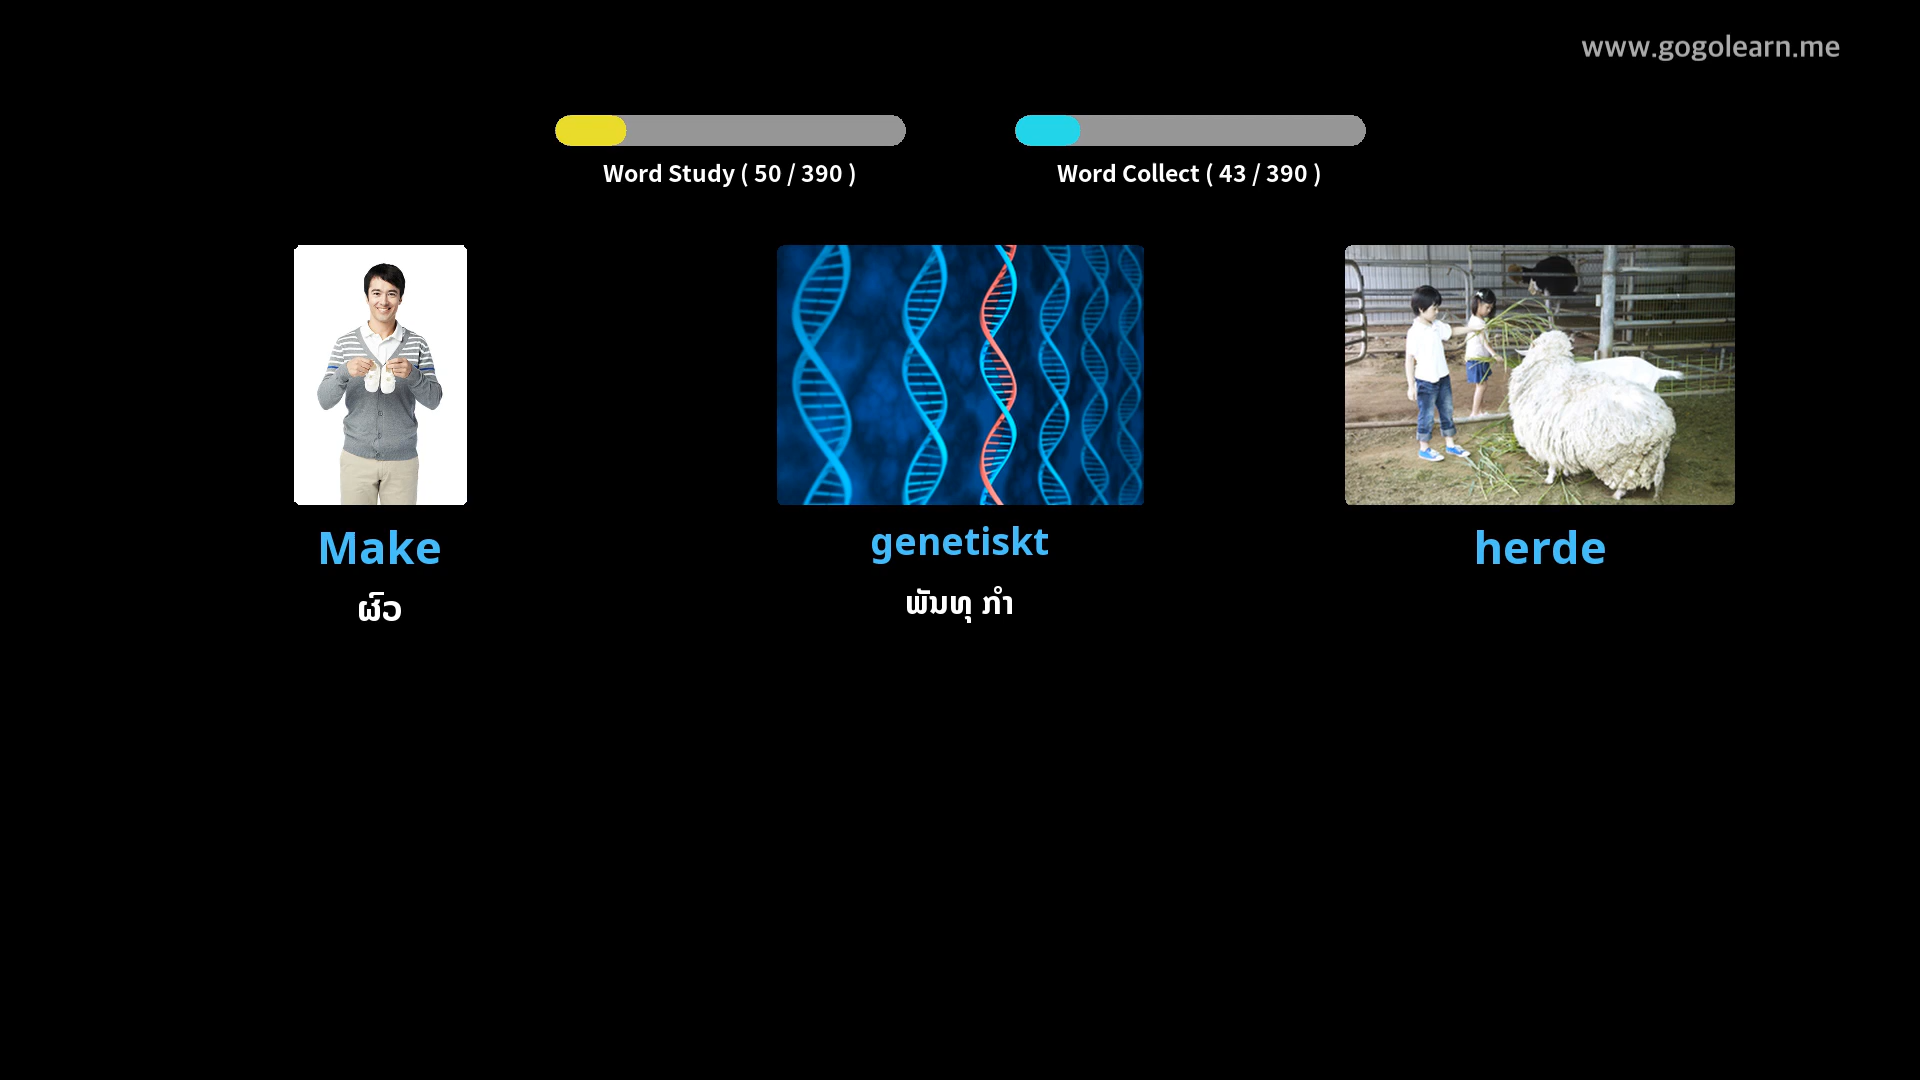 www.gogolearn.me
Word Study ( 50 / 390 )
Word Collect ( 43 / 390 )
Make
genetiskt
herde
ຜົວ
ພັນທຸ ກໍາ